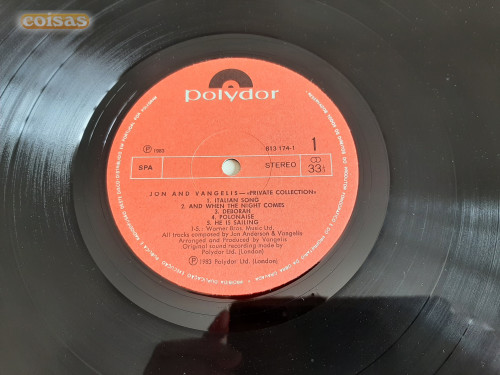 coisas
polydor
Ⓟ 1983
813 174-1
1
SPA
STEREO
33⅓
JON AND VANGELIS—«PRIVATE COLLECTION»
1. ITALIAN SONG
2. AND WHEN THE NIGHT COMES
3. DEBORAH
4. POLONAISE
5. HE IS SAILING
1-5.- Warner Bros. Music Ltd.
All tracks composed by Jon Anderson & Vangelis
Arranged and Produced by Vangelis
Original sound recording made by
Polydor Ltd. (London)
Ⓟ 1983 Polydor Ltd. (London)